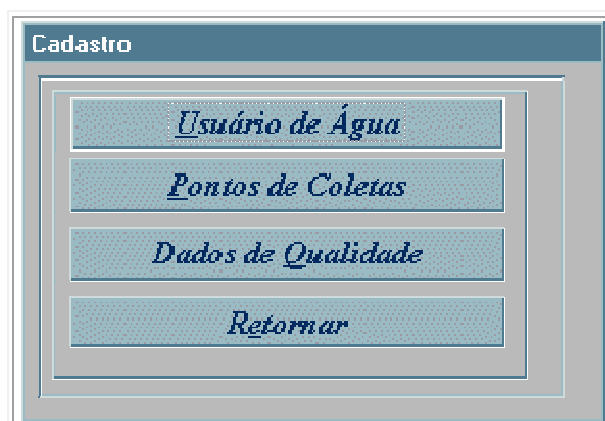 Cadastro
Usuário de Água
Pontos de Coletas
Dados de Qualidade
Retornar